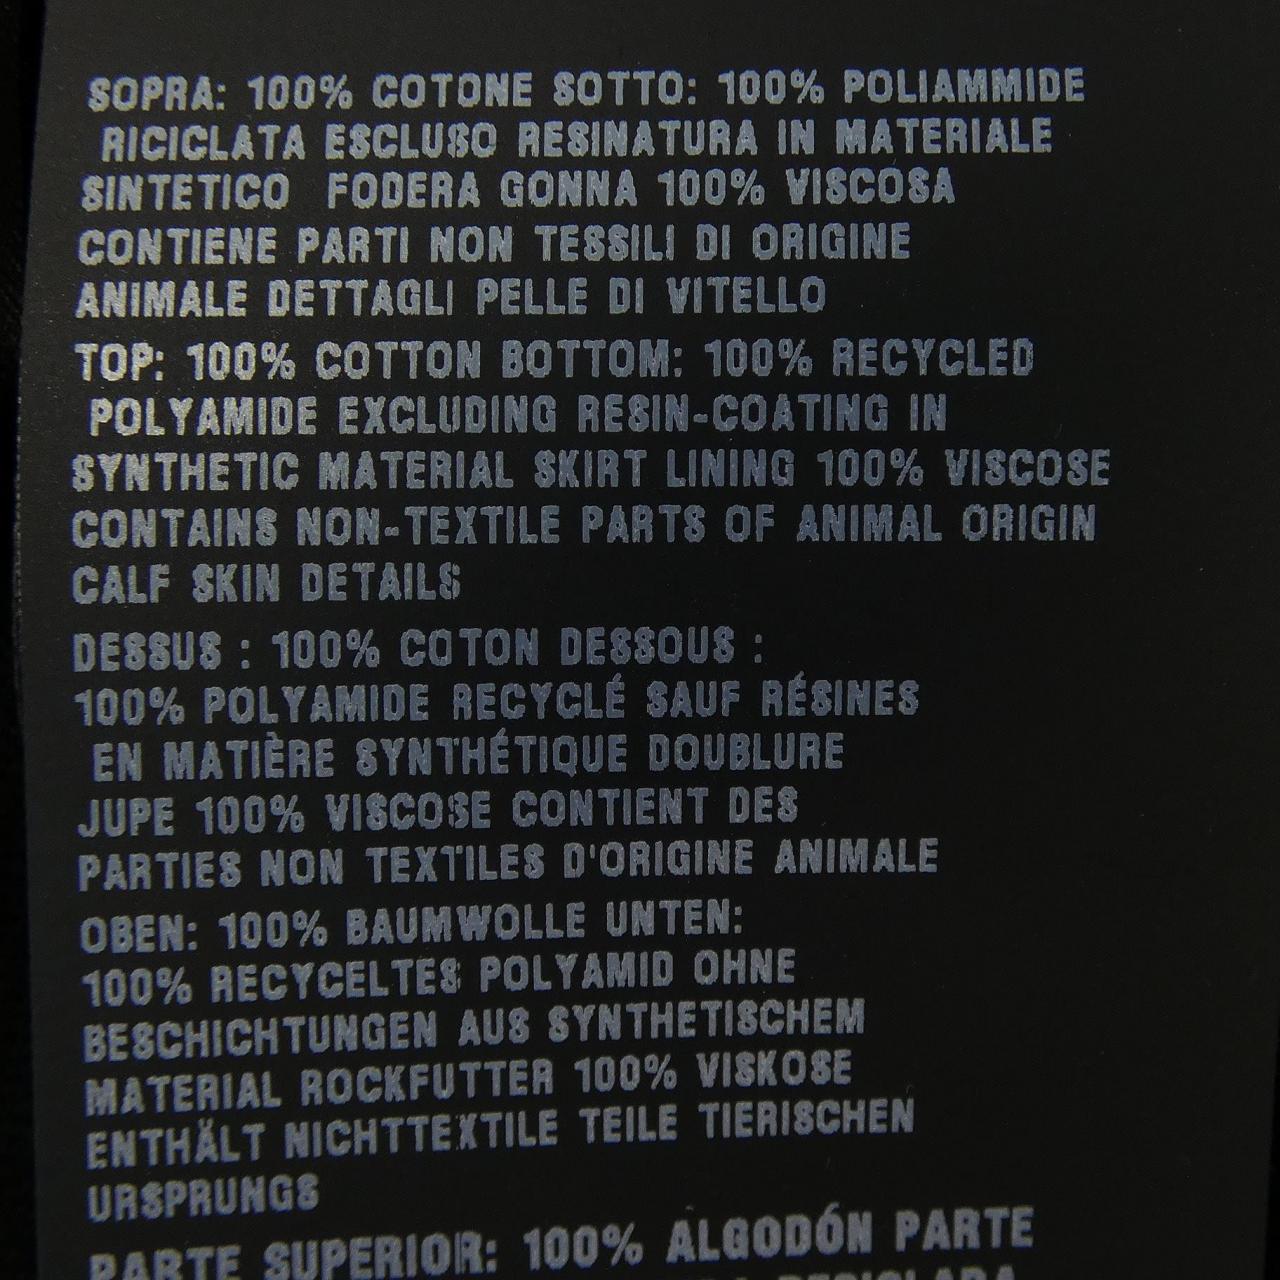 SOPRA: 100% COTONE SOTTO: 100% POLIAMMIDE
RICICLATA ESCLUSO RESINATURA IN MATERIALE
SINTETICO FODERA GONNA 100% VISCOSA
CONTIENE PARTI NON TESSILI DI ORIGINE
ANIMALE DETTAGLI PELLE DI VITELLO
TOP: 100% COTTON BOTTOM: 100% RECYCLED
POLYAMIDE EXCLUDING RESIN-COATING IN
SYNTHETIC MATERIAL SKIRT LINING 100% VISCOSE
CONTAINS NON-TEXTILE PARTS OF ANIMAL ORIGIN
CALF SKIN DETAILS
DESSUS : 100% COTON DESSOUS :
100% POLYAMIDE RECYCLÉ SAUF RÉSINES
EN MATIÈRE SYNTHÉTIQUE DOUBLURE
JUPE 100% VISCOSE CONTIENT DES
PARTIES NON TEXTILES D'ORIGINE ANIMALE
OBEN: 100% BAUMWOLLE UNTEN:
100% RECYCELTES POLYAMID OHNE
BESCHICHTUNGEN AUS SYNTHETISCHEM
MATERIAL ROCKFUTTER 100% VISKOSE
ENTHÄLT NICHTTEXTILE TEILE TIERISCHEN
URSPRUNGS
PARTE SUPERIOR: 100% ALGODÓN PARTE